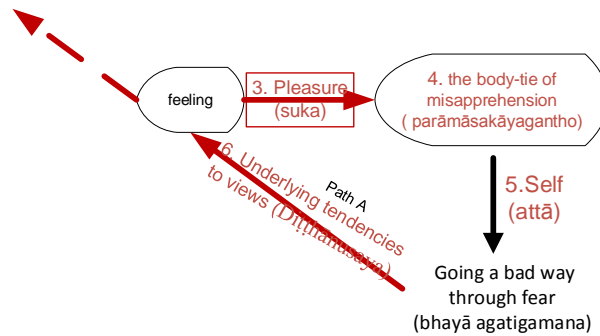 feeling
3. Pleasure
(suka)
4. the body-tie of
misapprehension
( parāmāsakāyagantho)
5.Self
(attā)
6. Underlying tendencies
to views (Diṭṭhānusaya)
Path A
Going a bad way
through fear
(bhayā agatigamana)